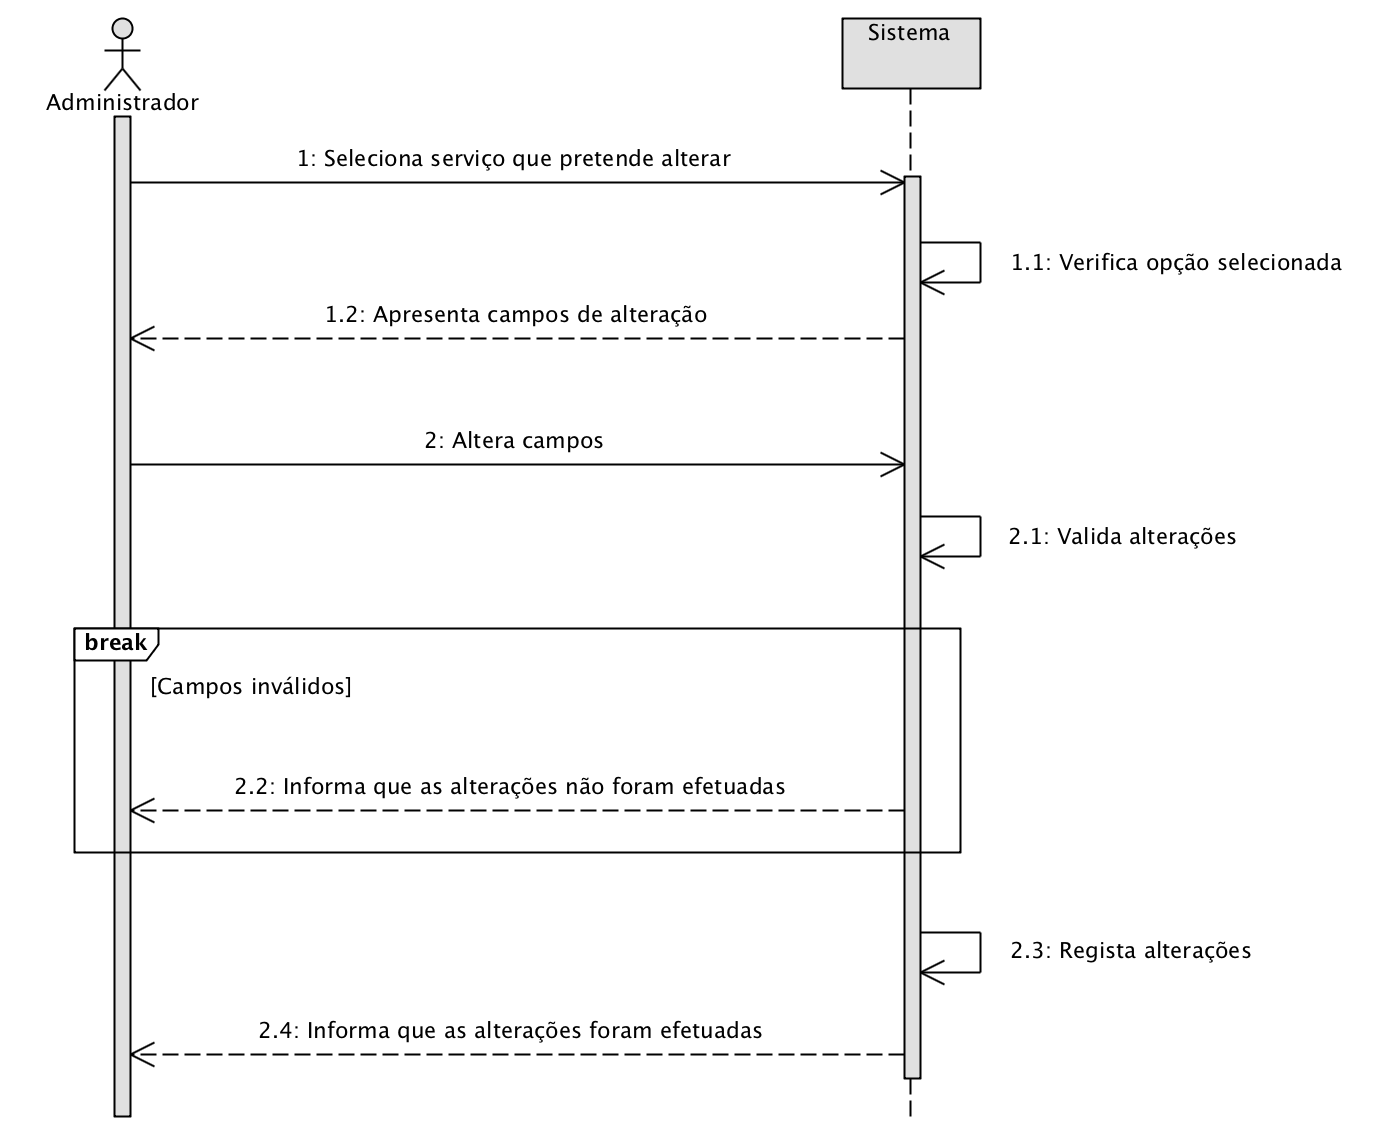 Sistema
Administrador
1: Seleciona serviço que pretende alterar
1.1: Verifica opção selecionada
1.2: Apresenta campos de alteração
2: Altera campos
2.1: Valida alterações
break
[Campos inválidos]
2.2: Informa que as alterações não foram efetuadas
2.3: Regista alterações
2.4: Informa que as alterações foram efetuadas